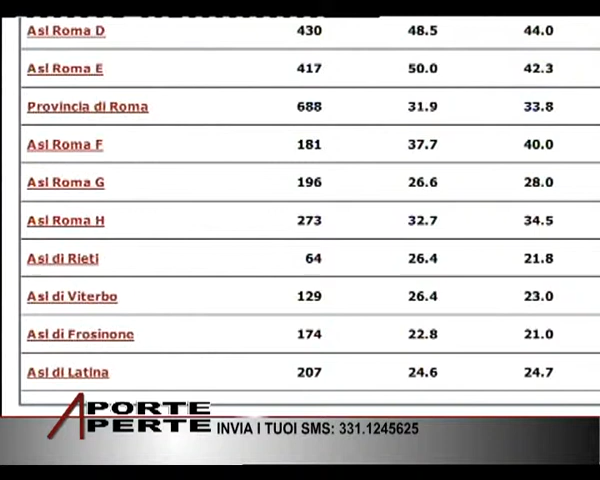 Asl Roma D 430 48.5 44.0
Asl Roma E 417 50.0 42.3
Provincia di Roma 688 31.9 33.8
Asl Roma F 181 37.7 40.0
Asl Roma G 196 26.6 28.0
Asl Roma H 273 32.7 34.5
Asl di Rieti 64 26.4 21.8
Asl di Viterbo 129 26.4 23.0
Asl di Frosinone 174 22.8 21.0
Asl di Latina 207 24.6 24.7
A PORTE
APERTE INVIA I TUOI SMS: 331.1245625